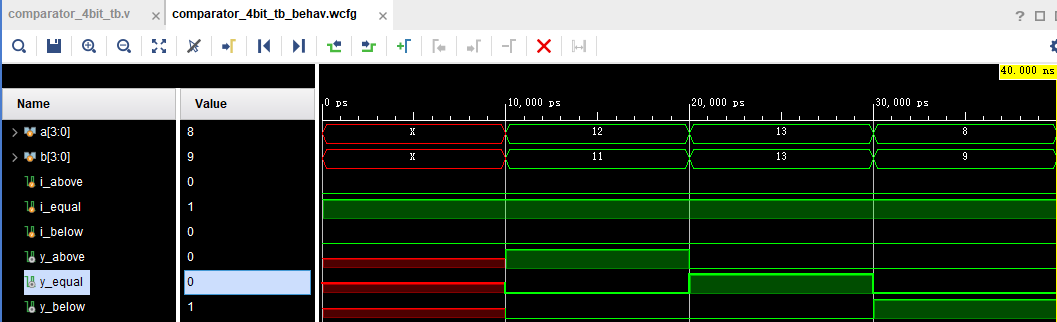 comparator_4bit_tb.v × comparator_4bit_tb_behav.wcfg × ?
40.000 ns
Name Value 0 ps 10,000 ps 20,000 ps 30,000 ps
a[3:0] 8 X 12 13 8
b[3:0] 9 X 11 13 9
i_above 0
i_equal 1
i_below 0
y_above 0
y_equal 0
y_below 1